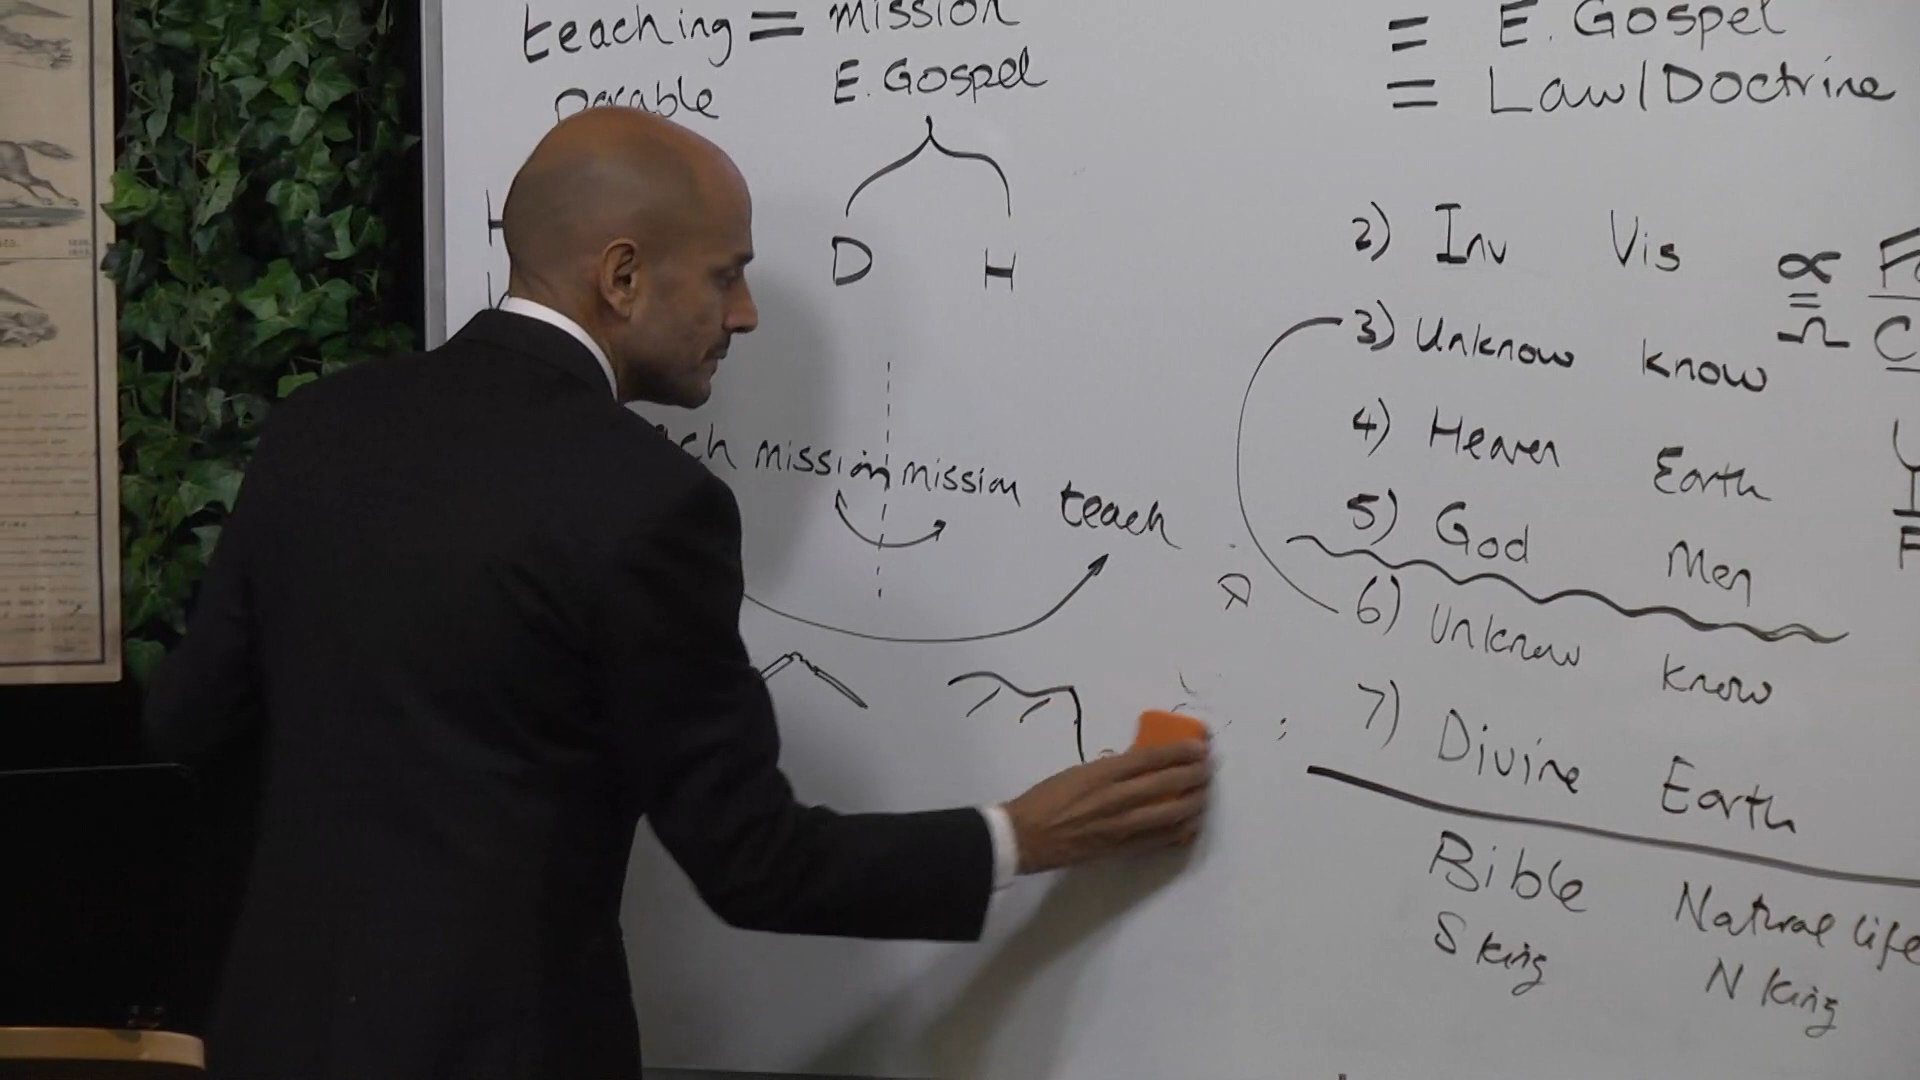 teaching = mission
parable E. Gospel
D H
mission mission teach
= E. Gospel
= Law/Doctrine
2) Inv Vis ∝
= 
Ω
3) Unknow know
4) Heaven Earth
5) God Men
6) Unknow know
7) Divine Earth
Bible Natural life
S king N king